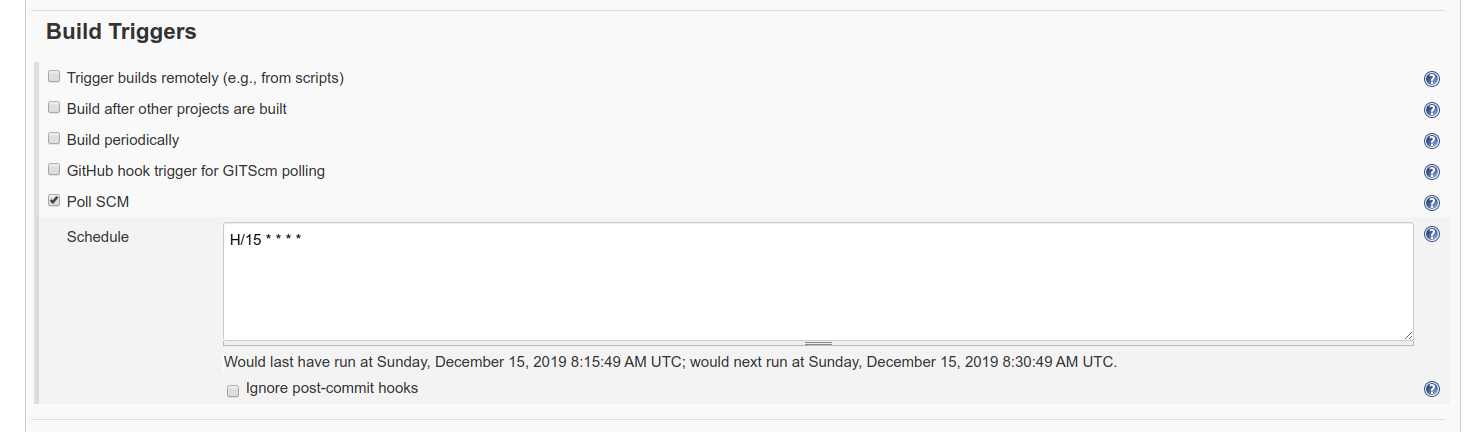 Build Triggers
Trigger builds remotely (e.g., from scripts)
Build after other projects are built
Build periodically
GitHub hook trigger for GITScm polling
Poll SCM
Schedule
H/15 * * * *
Would last have run at Sunday, December 15, 2019 8:15:49 AM UTC; would next run at Sunday, December 15, 2019 8:30:49 AM UTC.
Ignore post-commit hooks